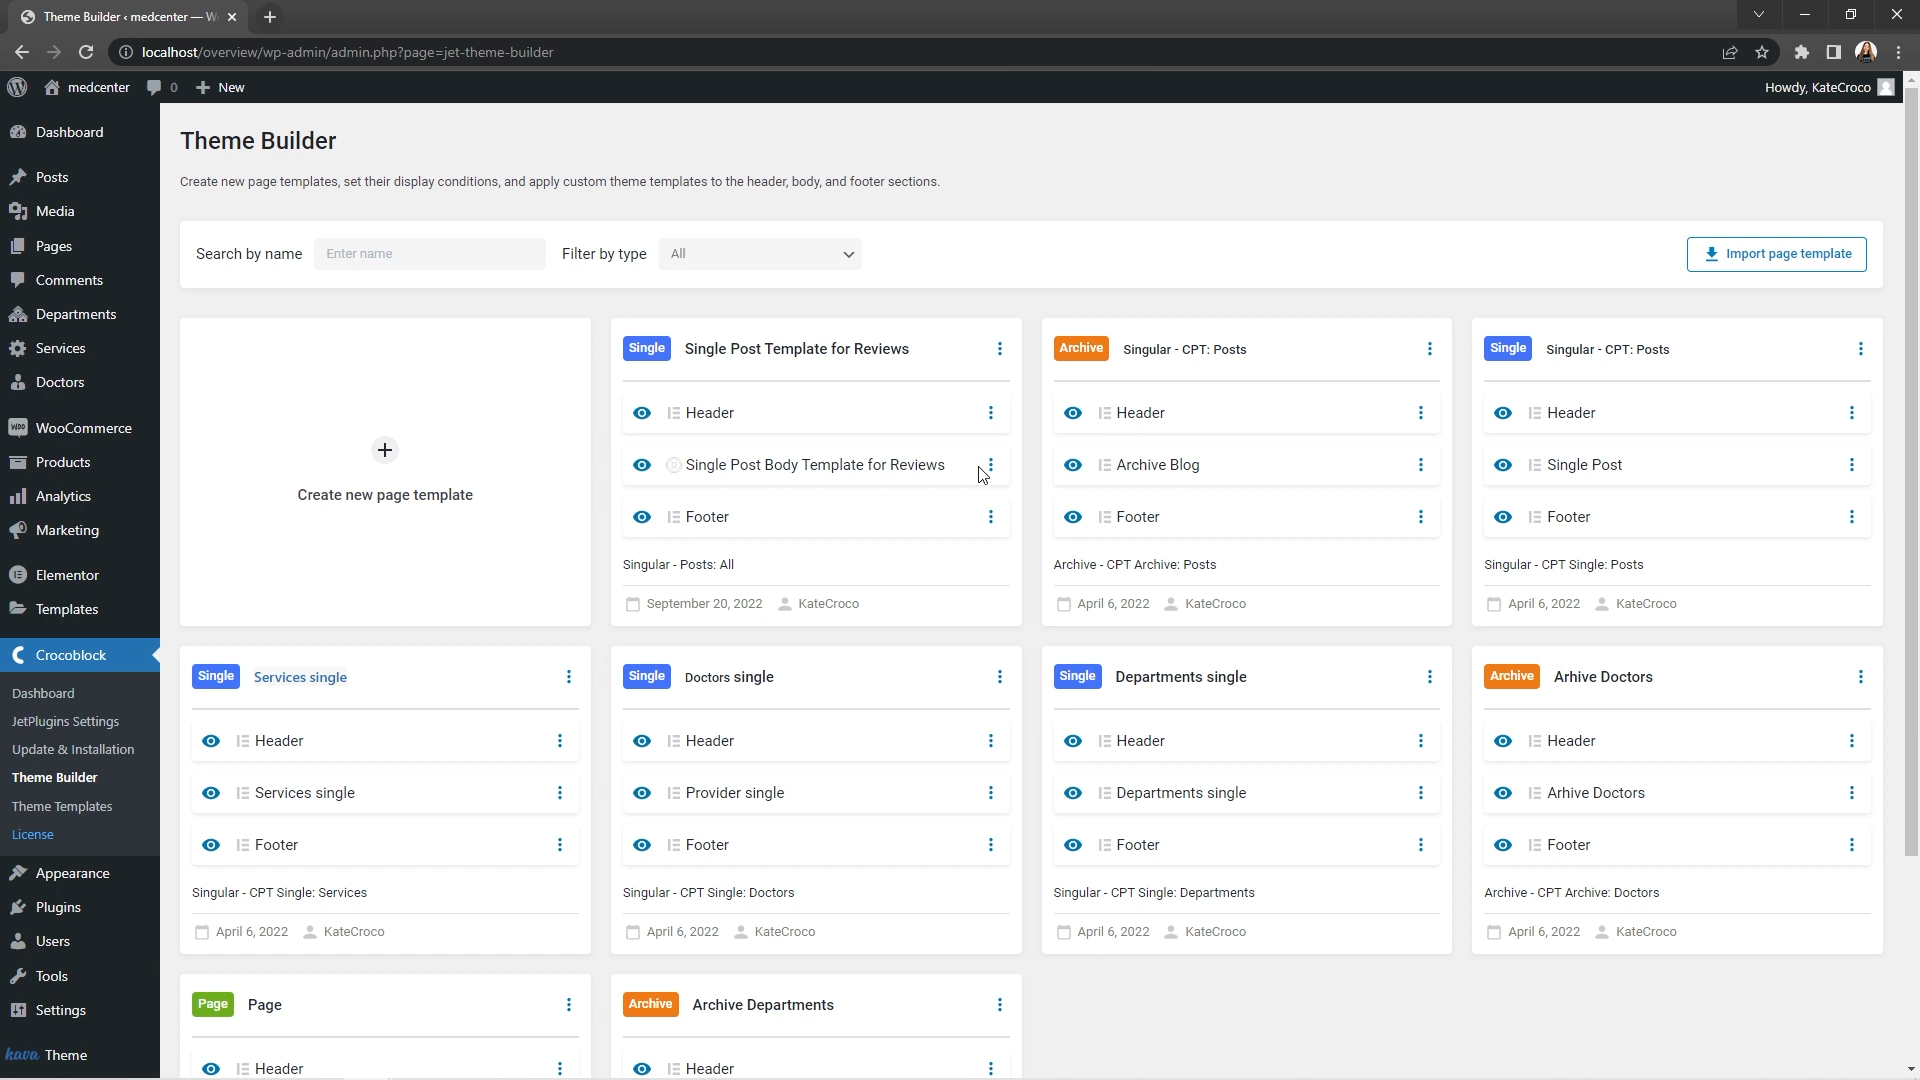 Theme Builder ‹ medcenter — W
localhost/overview/wp-admin/admin.php?page=jet-theme-builder
medcenter
0
New
Howdy, KateCroco
Dashboard
Posts
Media
Pages
Comments
Departments
Services
Doctors
WooCommerce
Products
Analytics
Marketing
Elementor
Templates
Crocoblock
Dashboard
JetPlugins Settings
Update & Installation
Theme Builder
Theme Templates
License
Appearance
Plugins
Users
Tools
Settings
kava Theme
Theme Builder
Create new page templates, set their display conditions, and apply custom theme templates to the header, body, and footer sections.
Search by name
Enter name
Filter by type
All
Import page template
Create new page template
Single
Single Post Template for Reviews
Header
Single Post Body Template for Reviews
Footer
Singular - Posts: All
September 20, 2022
KateCroco
Archive
Singular - CPT: Posts
Header
Archive Blog
Footer
Archive - CPT Archive: Posts
April 6, 2022
KateCroco
Single
Singular - CPT: Posts
Header
Single Post
Footer
Singular - CPT Single: Posts
April 6, 2022
KateCroco
Single
Services single
Header
Services single
Footer
Singular - CPT Single: Services
April 6, 2022
KateCroco
Single
Doctors single
Header
Provider single
Footer
Singular - CPT Single: Doctors
April 6, 2022
KateCroco
Single
Departments single
Header
Departments single
Footer
Singular - CPT Single: Departments
April 6, 2022
KateCroco
Archive
Arhive Doctors
Header
Arhive Doctors
Footer
Archive - CPT Archive: Doctors
April 6, 2022
KateCroco
Page
Page
Header
Archive
Archive Departments
Header